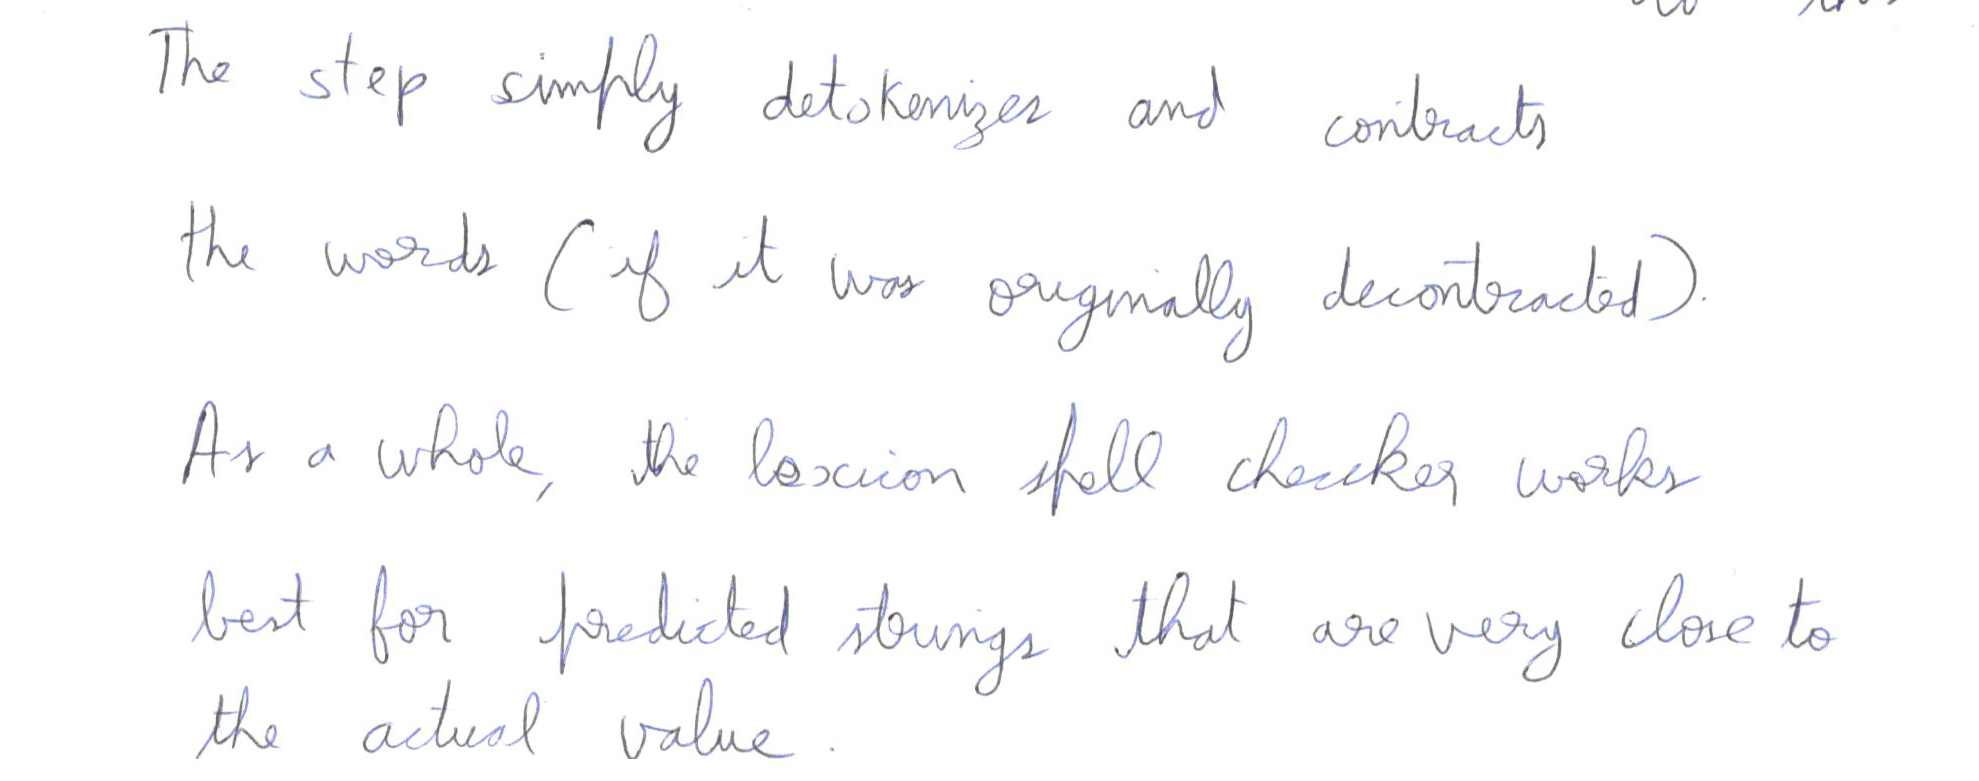 The step simply detokenizes and contracts
the words (if it was originally decontracted).
As a whole, the lexicon spell checker works
best for predicted strings that are very close to
the actual value.